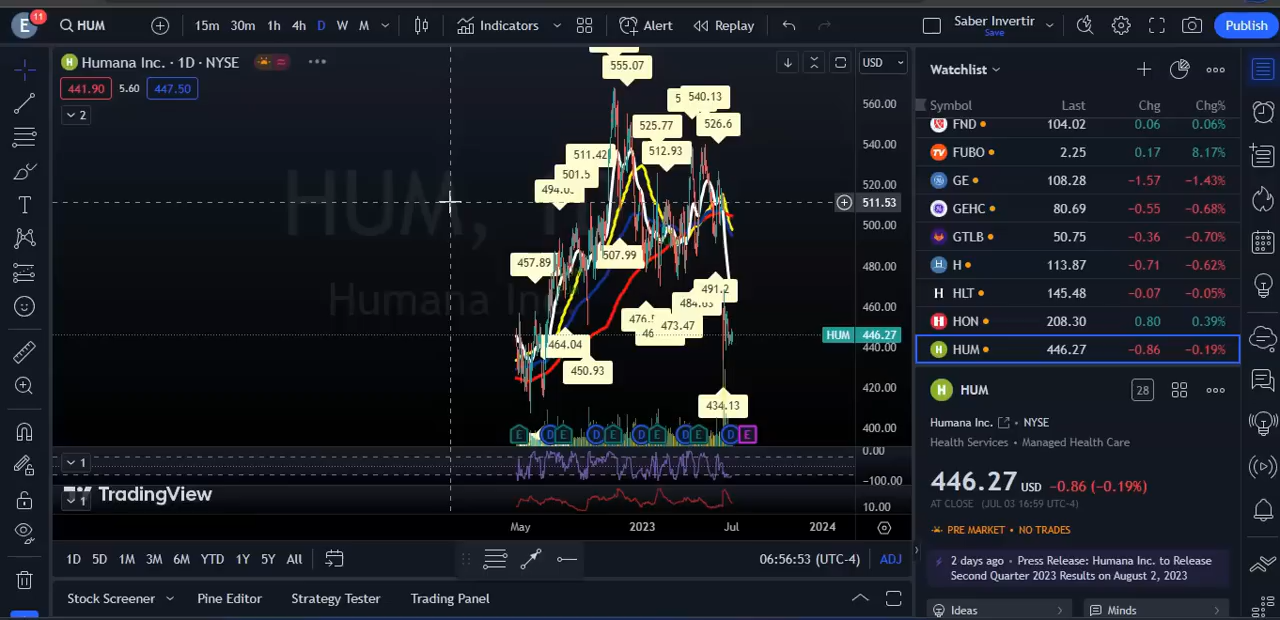 E 11 HUM 15m 30m 1h 4h D W M Indicators Alert Replay Saber Invertir Publish
Save
H Humana Inc. · 1D · NYSE USD
441.90 5.60 447.50
2
HUM, 1
Humana Inc
555.07
540.13
525.77
526.6
511.42
512.93
501.5
457.89
507.99
491.2
484.63
473.47
464.04
450.93
434.13
560.00
540.00
520.00
511.53
500.00
480.00
460.00
HUM 446.27
440.00
420.00
400.00
E D E D E D E D E D E
1
0.00
−100.00
1
TradingView
10.00
May 2023 Jul 2024
1D 5D 1M 3M 6M YTD 1Y 5Y All 06:56:53 (UTC-4) ADJ
Stock Screener Pine Editor Strategy Tester Trading Panel
Watchlist
Symbol Last Chg Chg%
FND 104.02 0.06 0.06%
FUBO 2.25 0.17 8.17%
GE 108.28 −1.57 −1.43%
GEHC 80.69 −0.55 −0.68%
GTLB 50.75 −0.36 −0.70%
H 113.87 −0.71 −0.62%
HLT 145.48 −0.07 −0.05%
HON 208.30 0.80 0.39%
HUM 446.27 −0.86 −0.19%
H HUM 28
Humana Inc. • NYSE
Health Services • Managed Health Care
446.27 USD −0.86 (−0.19%)
AT CLOSE (JUL 03 16:59 UTC-4)
PRE MARKET • NO TRADES
2 days ago • Press Release: Humana Inc. to Release
Second Quarter 2023 Results on August 2, 2023
Ideas Minds